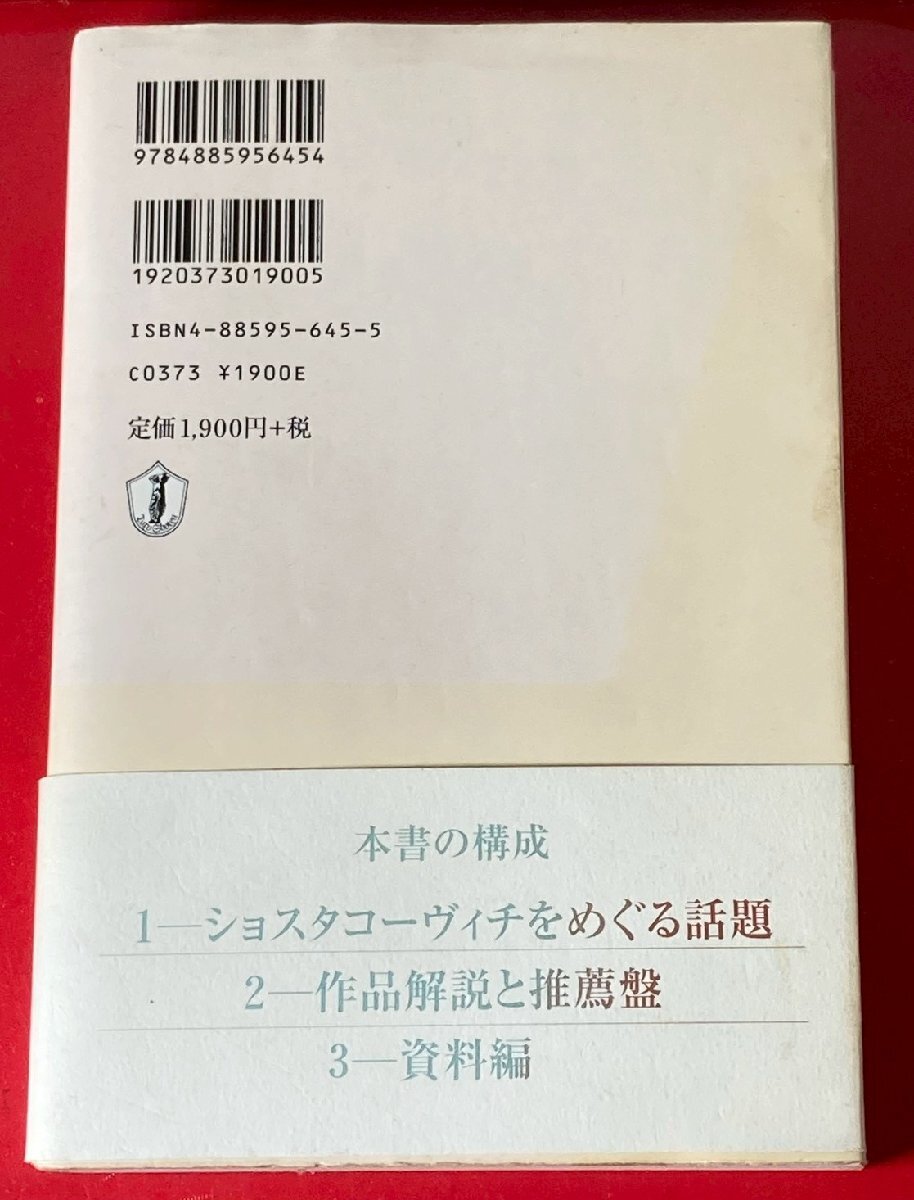 9784885956454
1920373019005
ISBN4-88595-645-5
C0373 ¥1900E
定価1,900円+税
本書の構成
1―ショスタコーヴィチをめぐる話題
2―作品解説と推薦盤
3―資料編